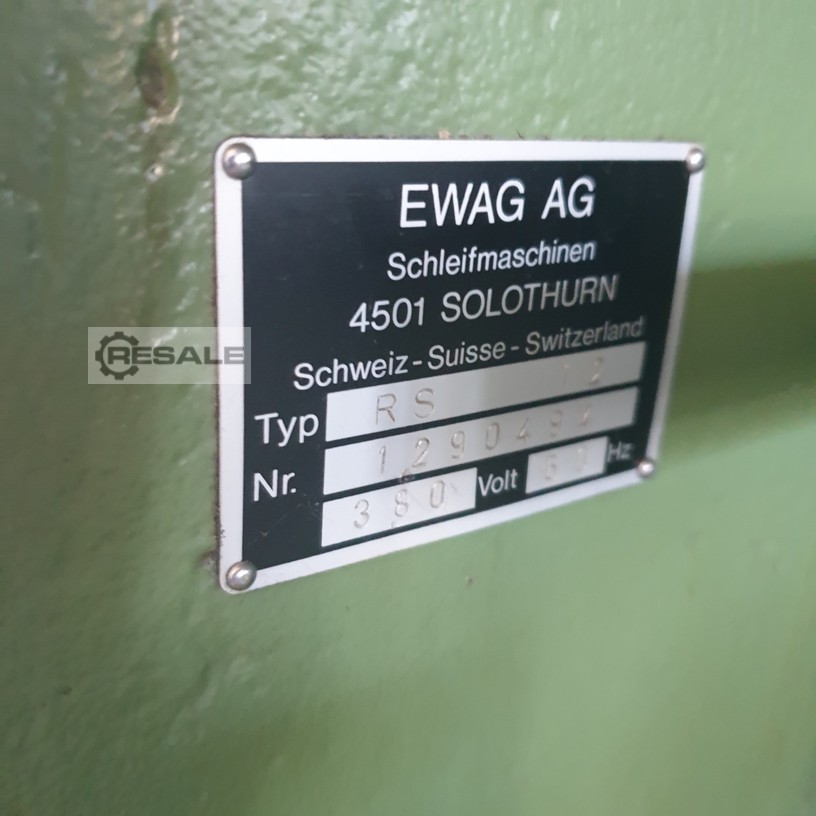 EWAG AG
Schleifmaschinen
4501 SOLOTHURN
Schweiz - Suisse - Switzerland
Typ RS 12
Nr. 1290494
380 Volt 50 Hz
RESALE